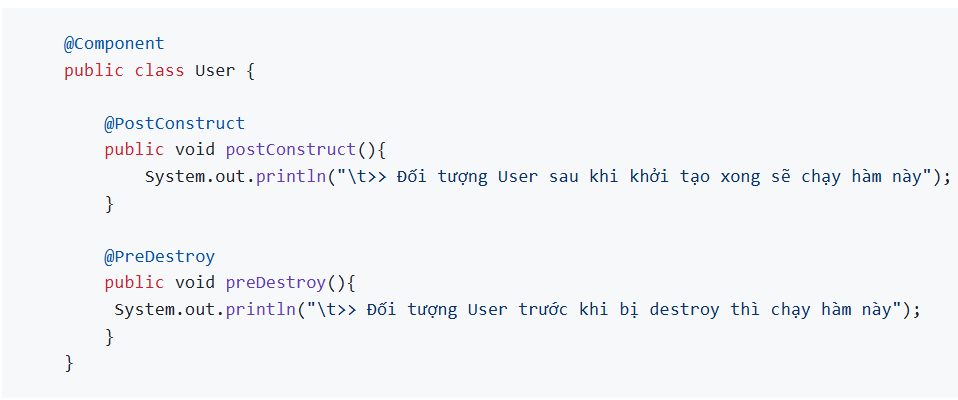 @Component
public class User {
@PostConstruct
public void postConstruct(){
System.out.println("\t>> Đối tượng User sau khi khởi tạo xong sẽ chạy hàm này");
}
@PreDestroy
public void preDestroy(){
System.out.println("\t>> Đối tượng User trước khi bị destroy thì chạy hàm này");
}
}